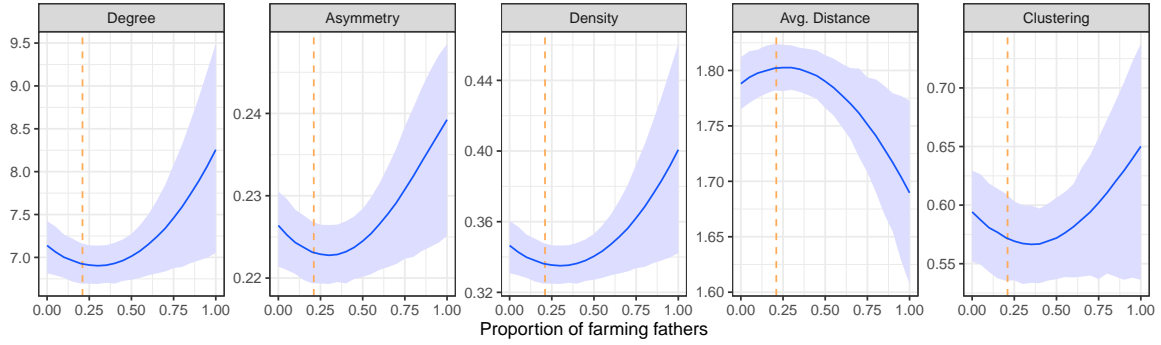 Degree
Asymmetry
Density
Avg. Distance
Clustering
9.5
9.0
8.5
8.0
7.5
7.0
0.24
0.23
0.22
0.44
0.40
0.36
0.32
1.80
1.75
1.70
1.65
1.60
0.70
0.65
0.60
0.55
0.00 0.25 0.50 0.75 1.00
0.00 0.25 0.50 0.75 1.00
0.00 0.25 0.50 0.75 1.00
0.00 0.25 0.50 0.75 1.00
0.00 0.25 0.50 0.75 1.00
Proportion of farming fathers